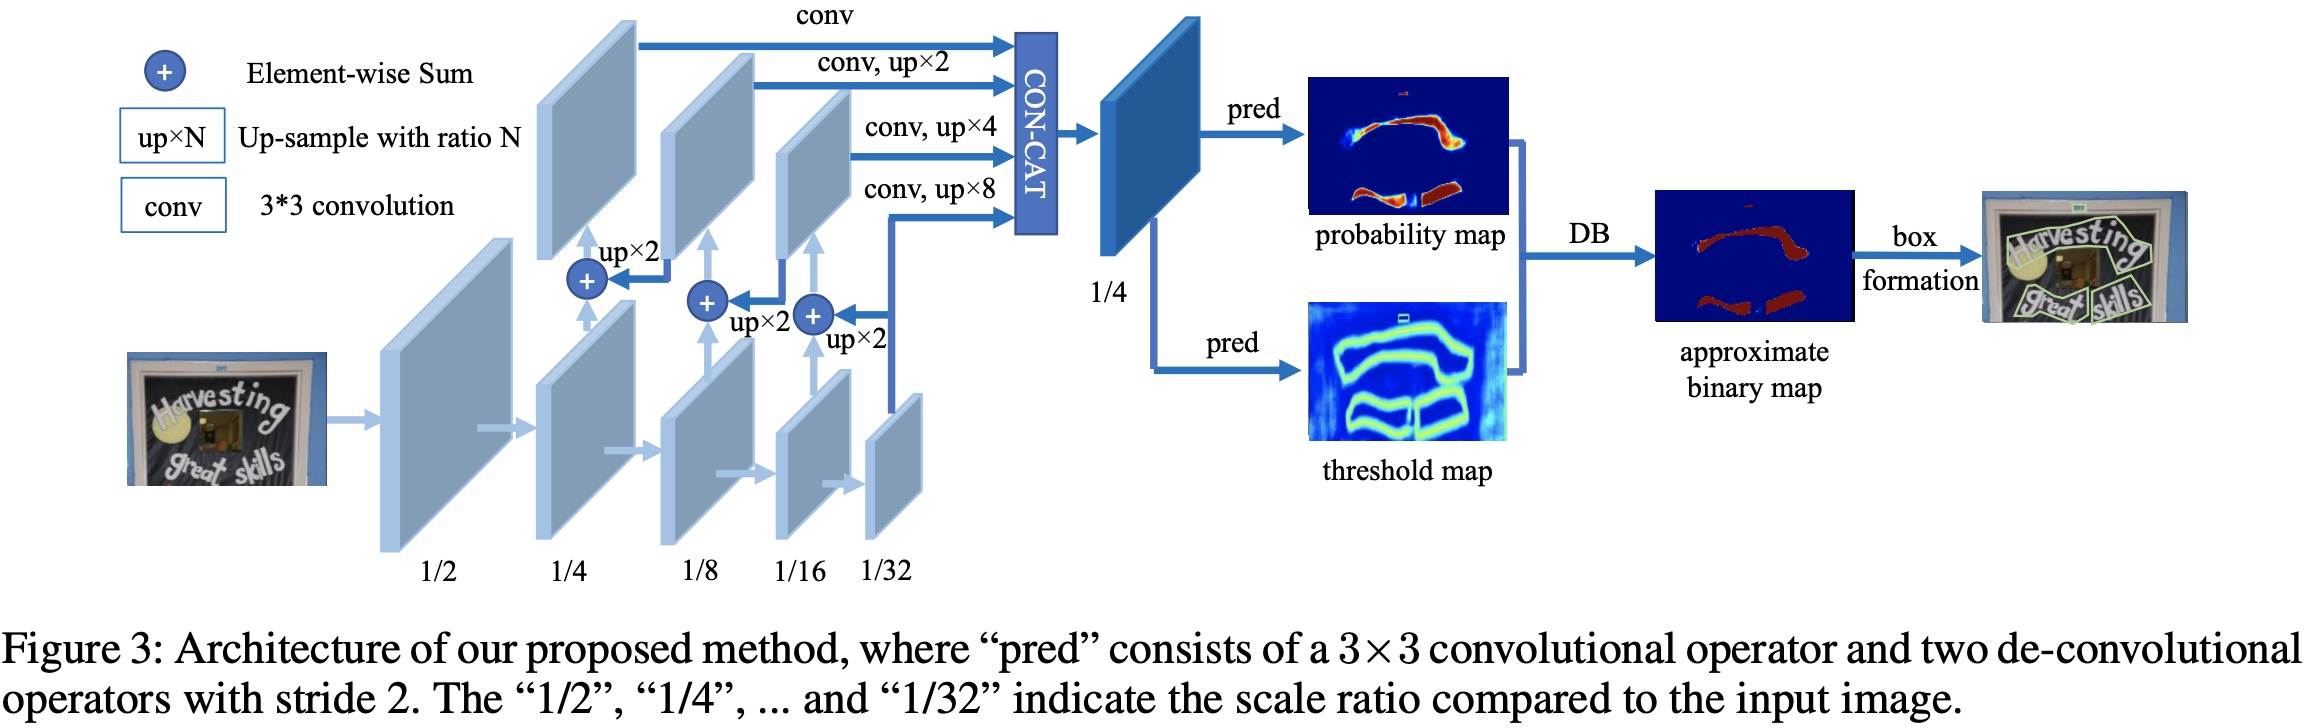 conv
conv, up×2
conv, up×4
conv, up×8
+ Element-wise Sum
up×N Up-sample with ratio N
conv 3*3 convolution
CON-CAT
up×2
+
up×2
+
up×2
+
1/2
1/4
1/8
1/16
1/32
Harvesting
great skills
1/4
pred
probability map
pred
threshold map
DB
approximate
binary map
box
formation
Harvesting
great skills
Figure 3: Architecture of our proposed method, where “pred” consists of a 3×3 convolutional operator and two de-convolutional
operators with stride 2. The “1/2”, “1/4”, ... and “1/32” indicate the scale ratio compared to the input image.